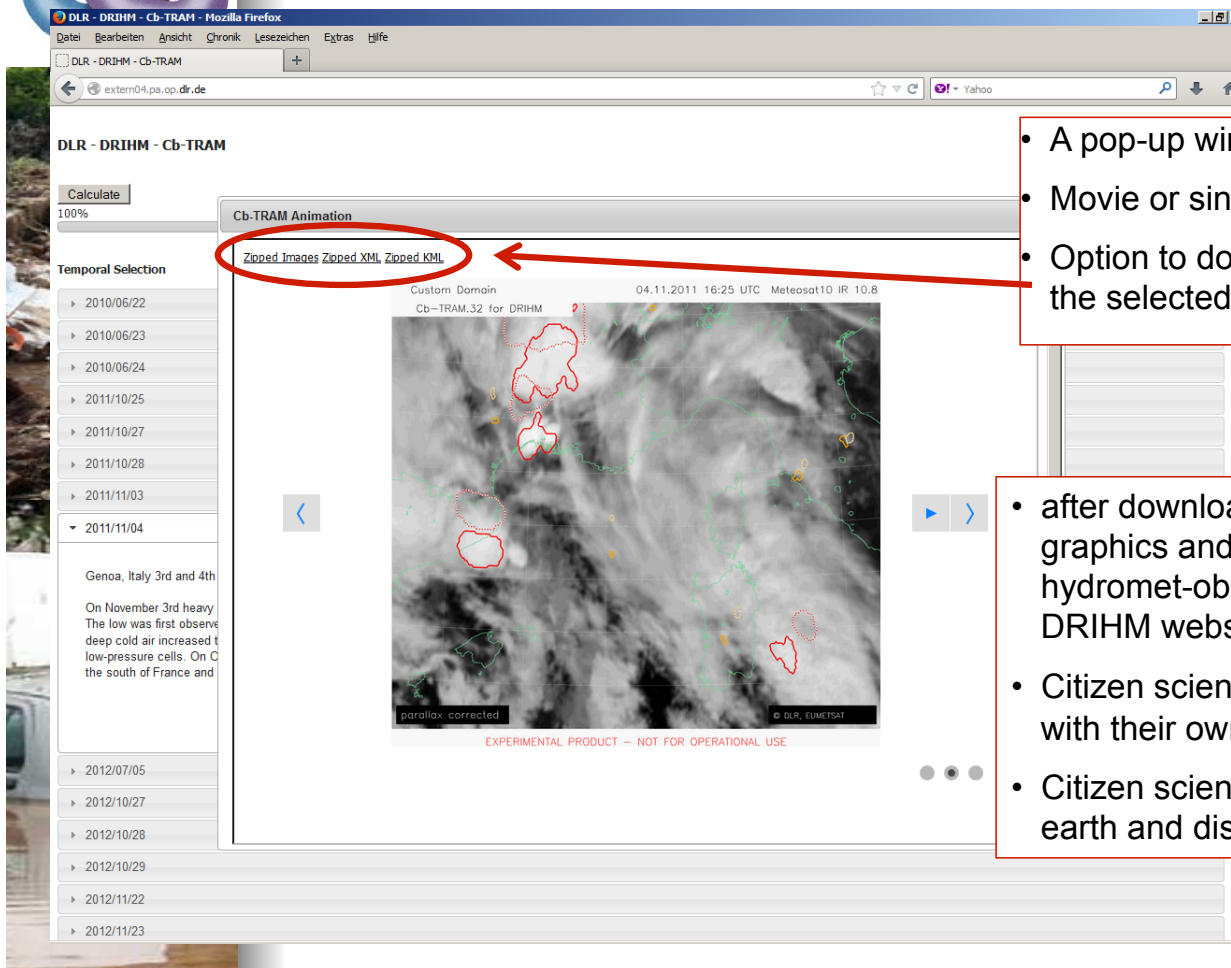 DLR - DRIHM - Cb-TRAM - Mozilla Firefox
Datei Bearbeiten Ansicht Chronik Lesezeichen Extras Hilfe
DLR - DRIHM - Cb-TRAM
extern04.pa.op.dlr.de
Yahoo
DLR - DRIHM - Cb-TRAM
Calculate
100%
Cb-TRAM Animation
Zipped Images Zipped XML Zipped KML
Temporal Selection
2010/06/22
2010/06/23
2010/06/24
2011/10/25
2011/10/27
2011/10/28
2011/11/03
2011/11/04
Genoa, Italy 3rd and 4th
On November 3rd heavy
The low was first observe
deep cold air increased t
low-pressure cells. On O
the south of France and
2012/07/05
2012/10/27
2012/10/28
2012/10/29
2012/11/22
2012/11/23
Custom Domain 04.11.2011 16:25 UTC Meteosat10 IR 10.8
Cb-TRAM.32 for DRIHM
parallax corrected
© DLR, EUMETSAT
EXPERIMENTAL PRODUCT - NOT FOR OPERATIONAL USE
• A pop-up wi
• Movie or sin
• Option to do
the selected
• after downloa
graphics and
hydromet-ob
DRIHM webs
• Citizen scien
with their ow
• Citizen scien
earth and dis